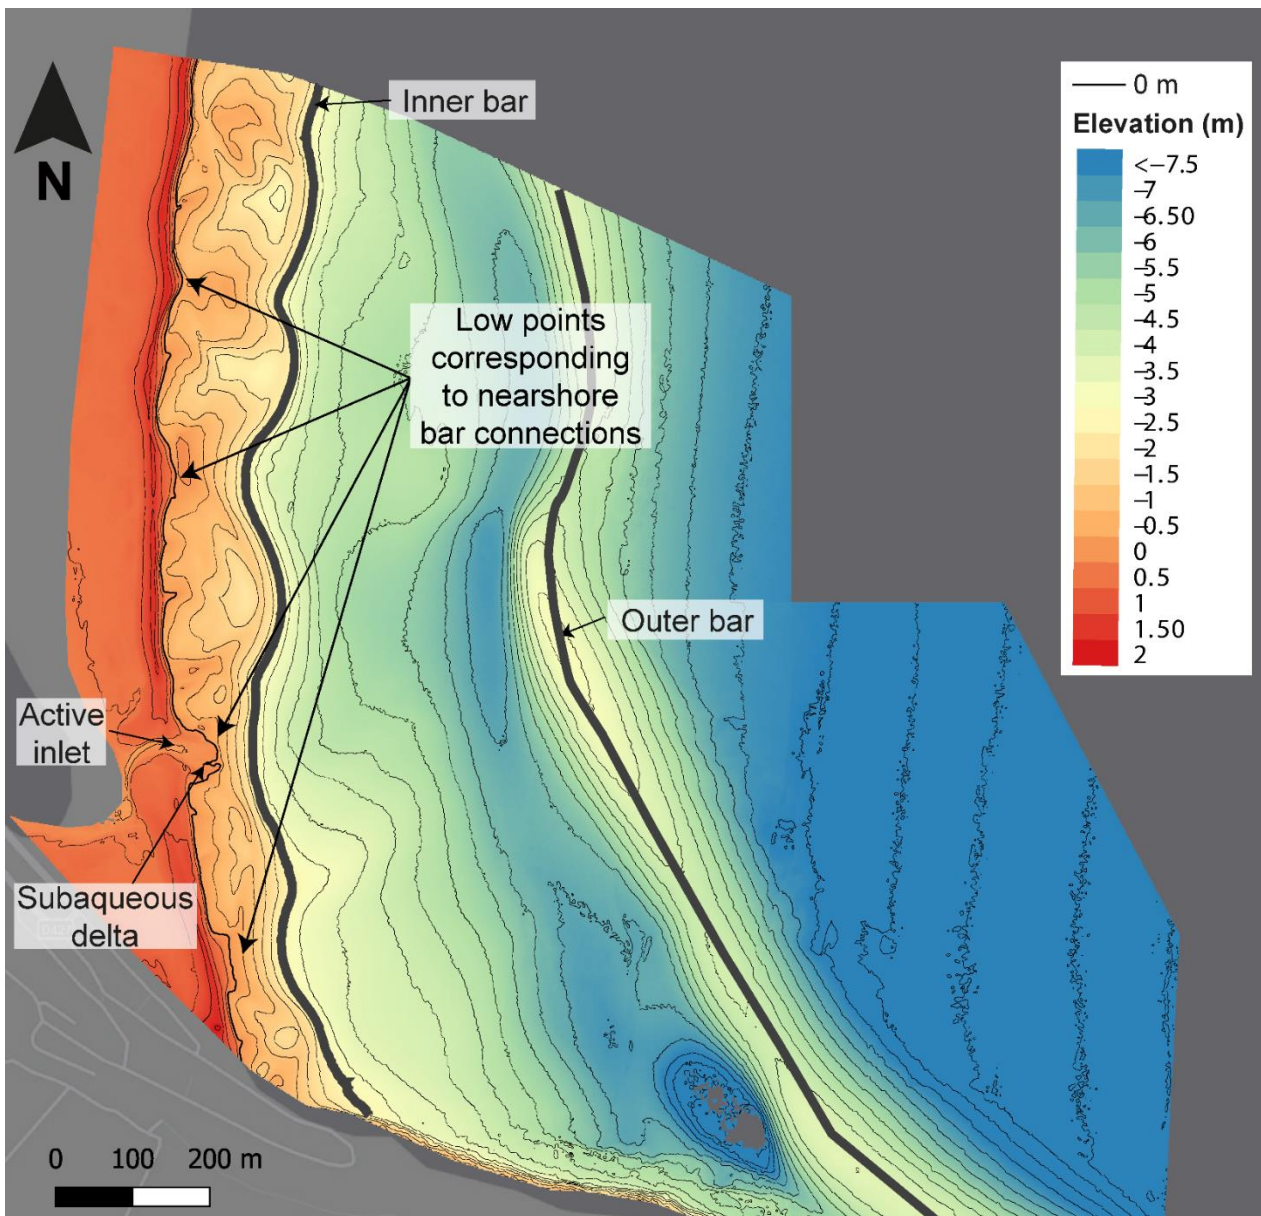 Inner bar
N
Low points
corresponding
to nearshore
bar connections
Outer bar
Active
inlet
Subaqueous
delta
0 100 200 m
0 m
Elevation (m)
<−7.5
−7
−6.50
−6
−5.5
−5
−4.5
−4
−3.5
−3
−2.5
−2
−1.5
−1
−0.5
0
0.5
1
1.50
2